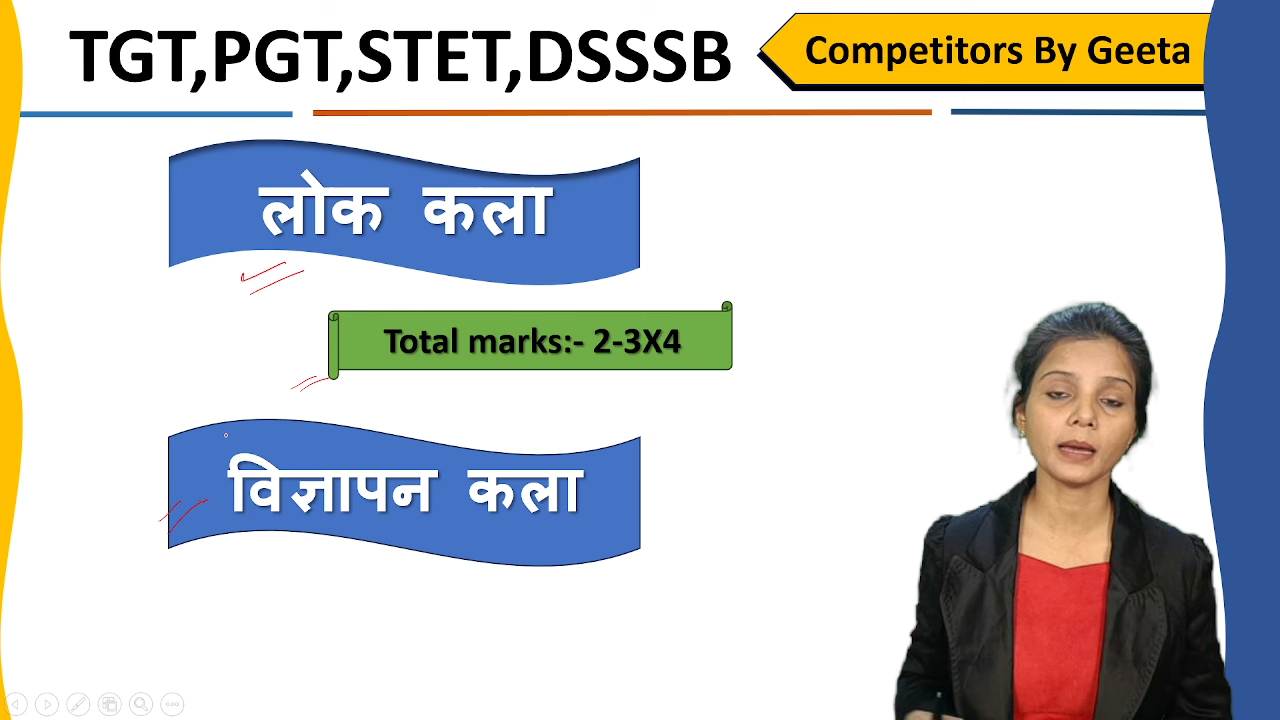 TGT,PGT,STET,DSSSB
Competitors By Geeta
लोक कला
Total marks:- 2-3X4
विज्ञापन कला